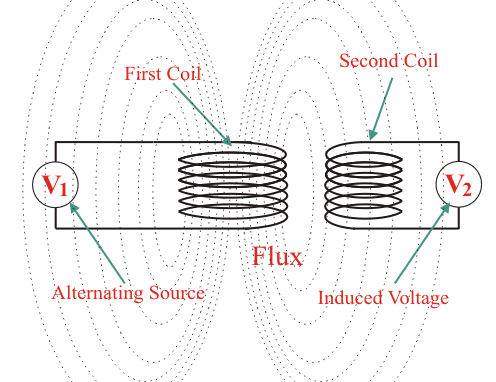 Second Coil
First Coil
V1
V2
Flux
Alternating Source
Induced Voltage